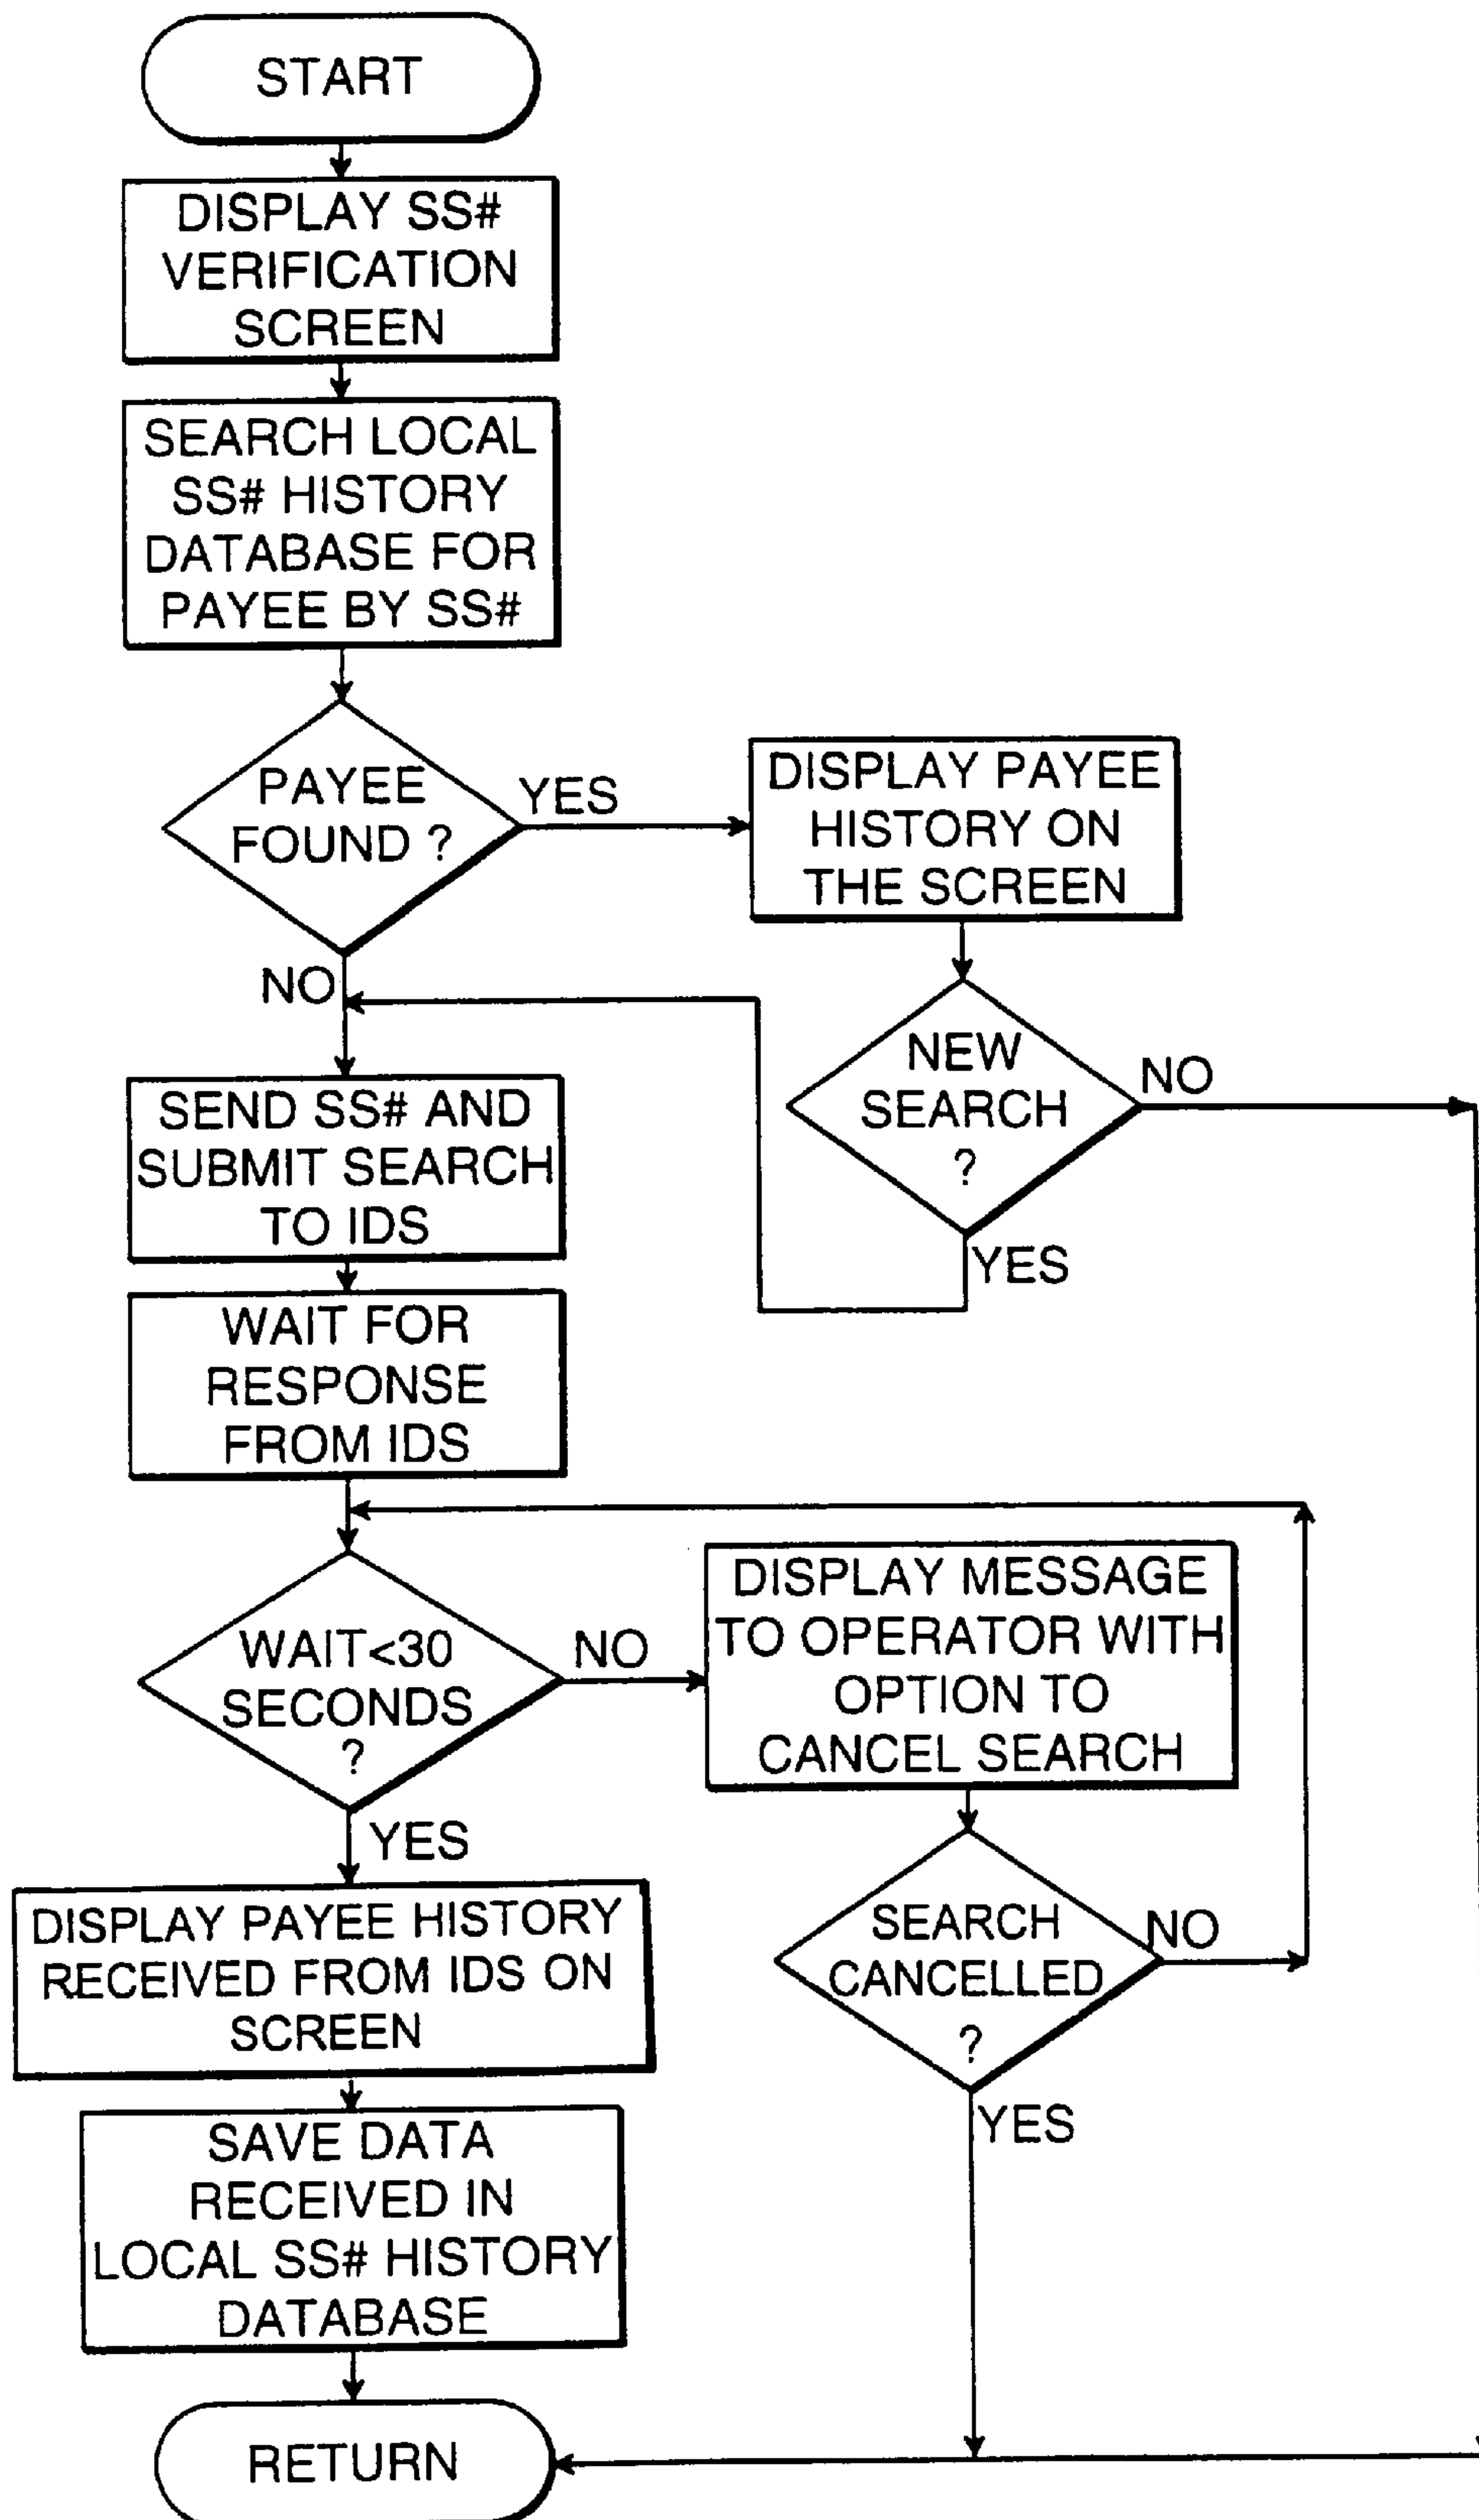 START
DISPLAY SS#
VERIFICATION
SCREEN
SEARCH LOCAL
SS# HISTORY
DATABASE FOR
PAYEE BY SS#
PAYEE
FOUND ?
YES
DISPLAY PAYEE
HISTORY ON
THE SCREEN
NO
NEW
SEARCH
?
NO
YES
SEND SS# AND
SUBMIT SEARCH
TO IDS
WAIT FOR
RESPONSE
FROM IDS
WAIT<30
SECONDS
?
NO
DISPLAY MESSAGE
TO OPERATOR WITH
OPTION TO
CANCEL SEARCH
YES
SEARCH
CANCELLED
?
NO
YES
DISPLAY PAYEE HISTORY
RECEIVED FROM IDS ON
SCREEN
SAVE DATA
RECEIVED IN
LOCAL SS# HISTORY
DATABASE
RETURN